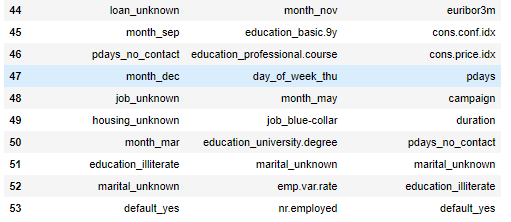 44 loan_unknown month_nov euribor3m
45 month_sep education_basic.9y cons.conf.idx
46 pdays_no_contact education_professional.course cons.price.idx
47 month_dec day_of_week_thu pdays
48 job_unknown month_may campaign
49 housing_unknown job_blue-collar duration
50 month_mar education_university.degree pdays_no_contact
51 education_illiterate marital_unknown marital_unknown
52 marital_unknown emp.var.rate education_illiterate
53 default_yes nr.employed default_yes